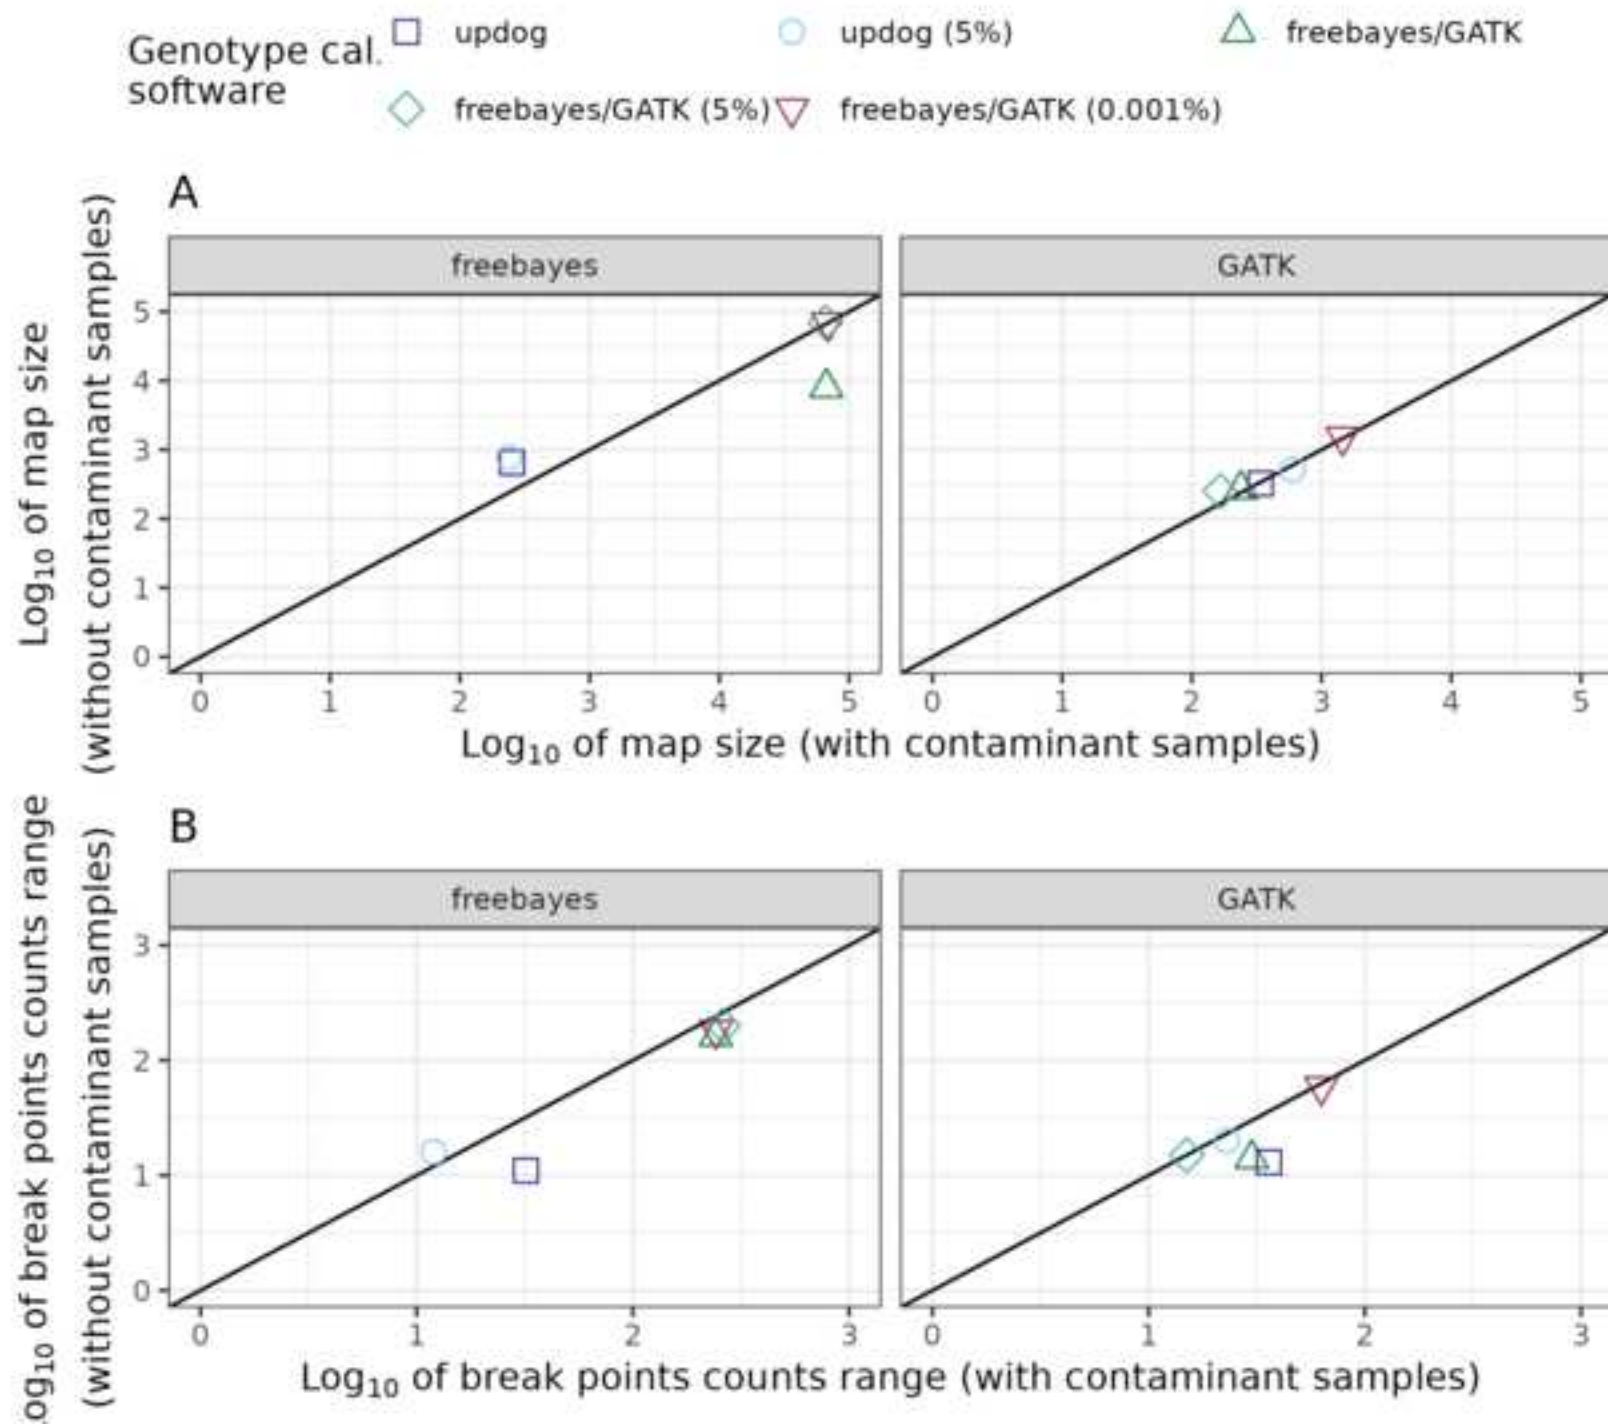 Genotype cal.
software
updog
updog (5%)
freebayes/GATK
freebayes/GATK (5%)
freebayes/GATK (0.001%)
A
freebayes
GATK
Log10 of map size
(without contaminant samples)
5
4
3
2
1
0
0 1 2 3 4 5
0 1 2 3 4 5
Log10 of map size (with contaminant samples)
B
freebayes
GATK
Log10 of break points counts range
(without contaminant samples)
3
2
1
0
0 1 2 3
0 1 2 3
Log10 of break points counts range (with contaminant samples)